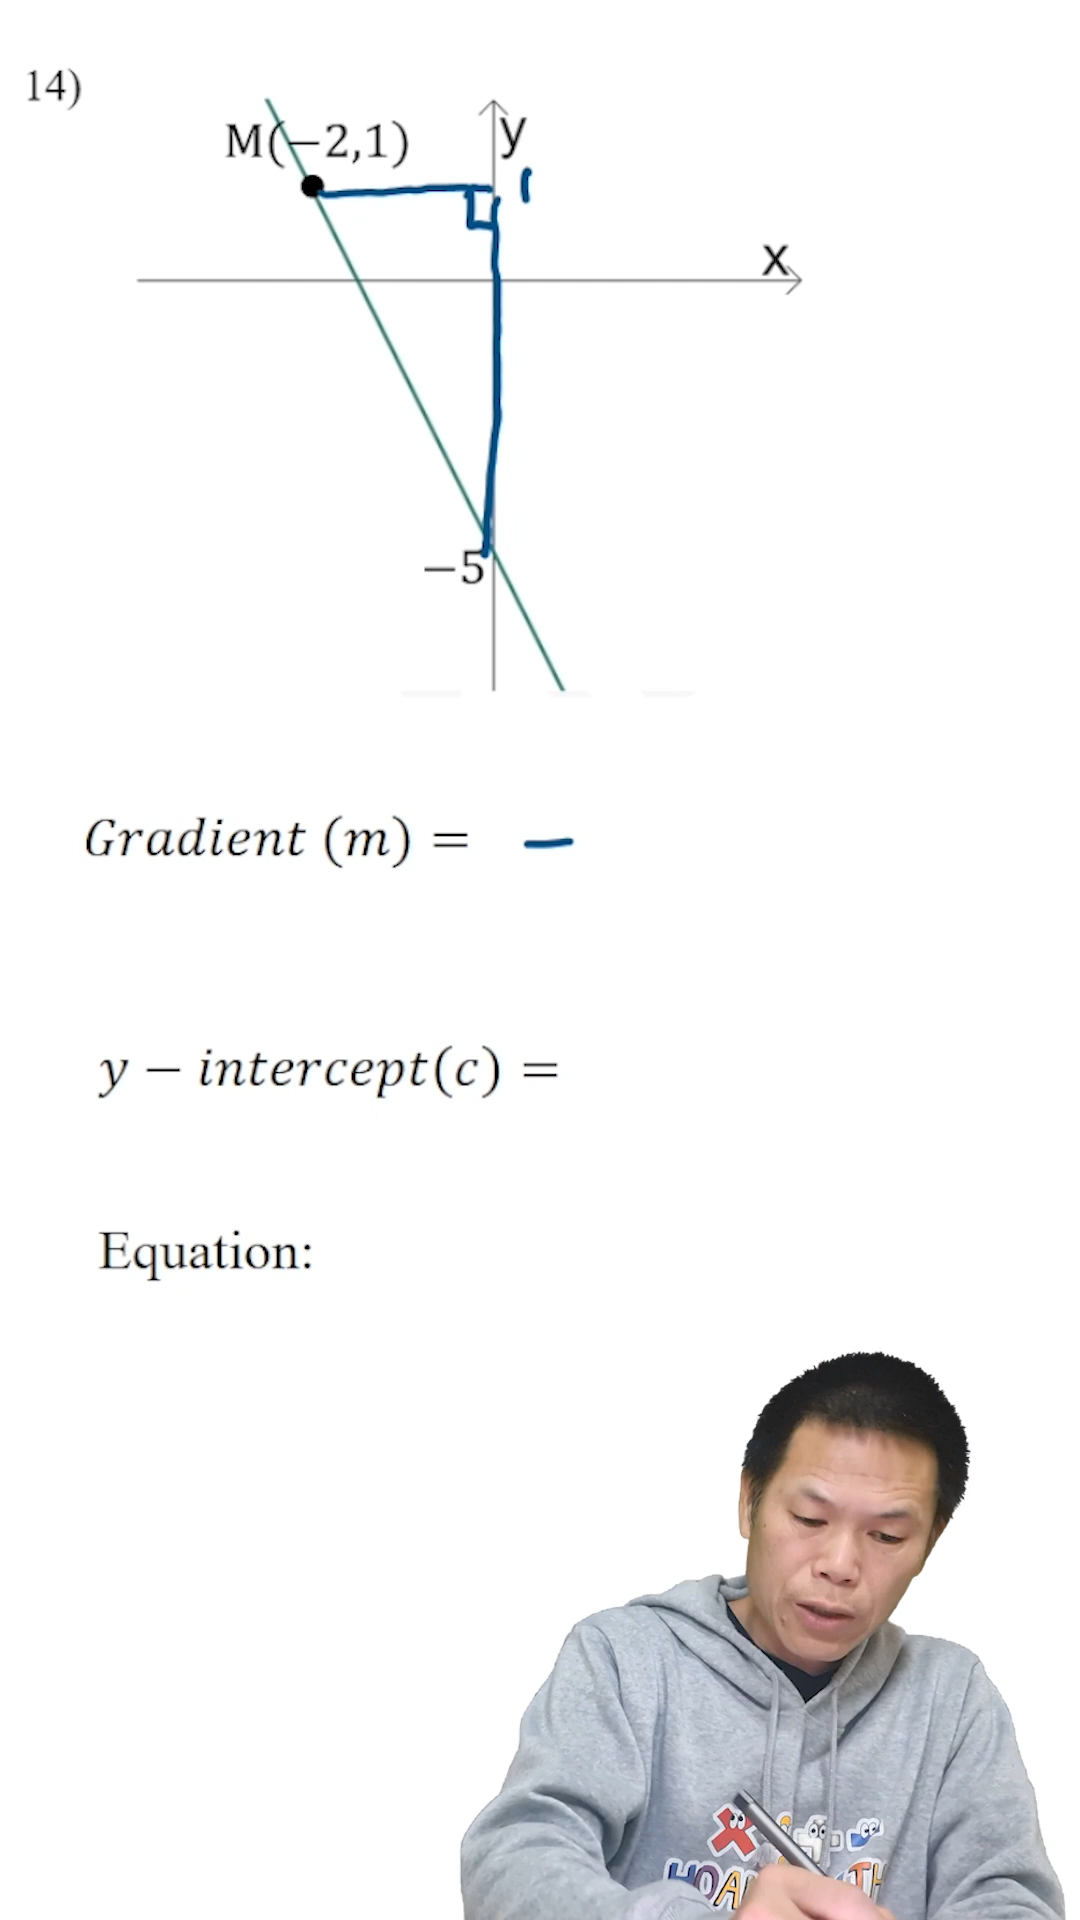 14)
M(−2,1)
y
1
x
−5
Gradient (m) = −
y − intercept(c) =
Equation: